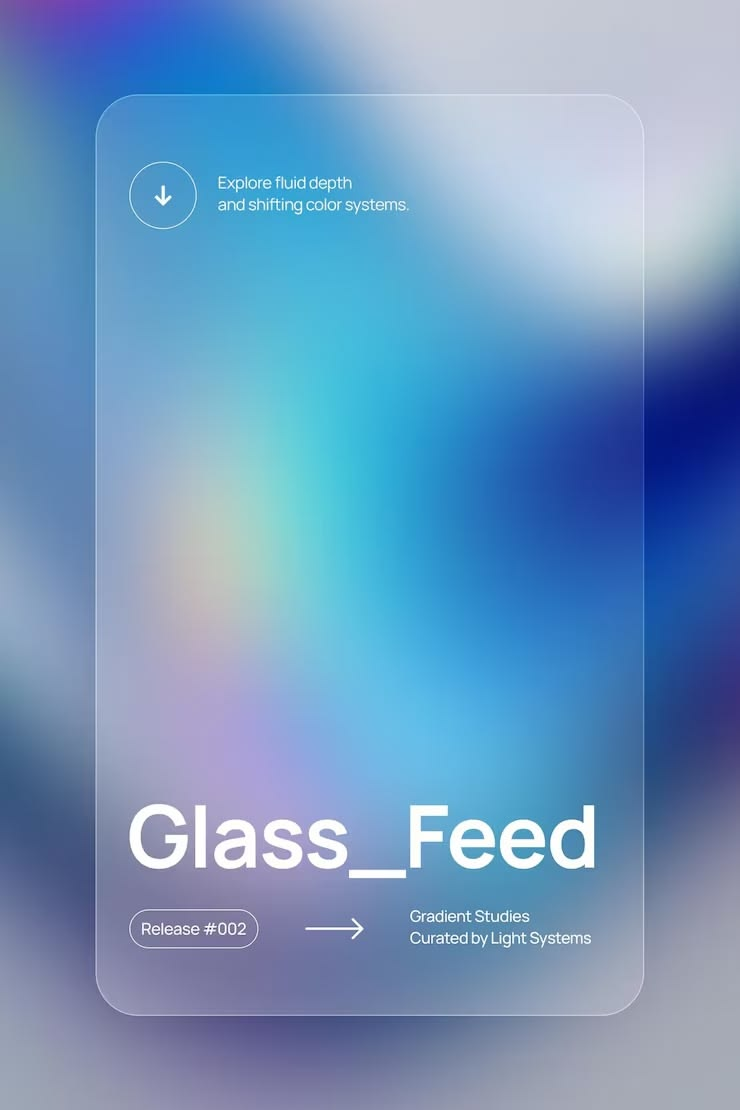 Explore fluid depth
and shifting color systems.
Glass_Feed
Release #002
Gradient Studies
Curated by Light Systems